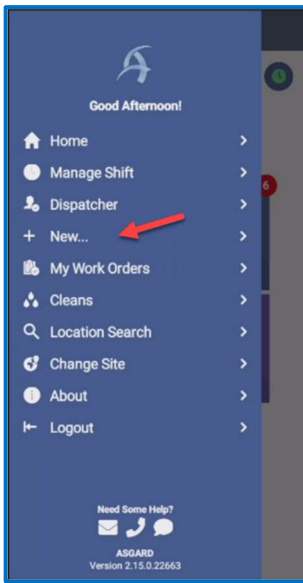 Good Afternoon!
Home
Manage Shift
6
Dispatcher
New...
My Work Orders
Cleans
Location Search
Change Site
About
Logout
Need Some Help?
ASGARD
Version 2.15.0.22663